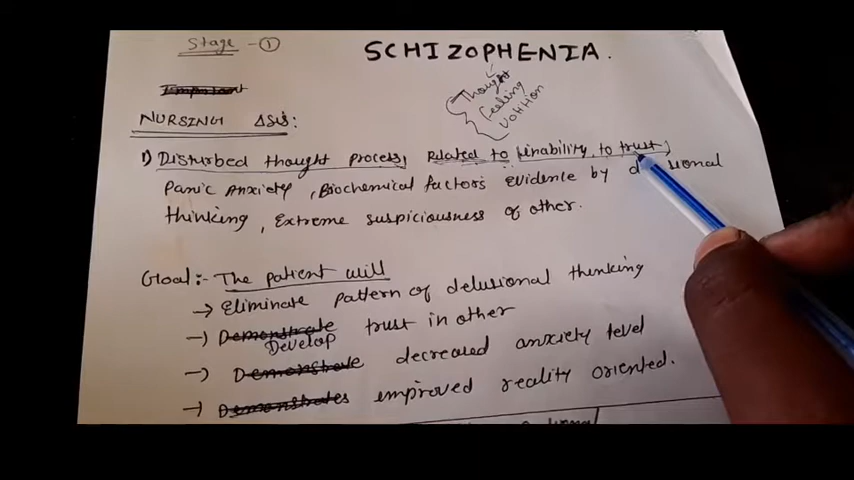 Stage - ①
SCHIZOPHENIA.
Thought
Feeling
Volition
NURSING ASIS:
1) Disturbed thought process, Related to (inability to trust)
Panic Anxiety, Biochemical factors evidence by
thinking, Extreme suspiciousness of other.
Goal :- The patient will
→ Eliminate pattern of delusional thinking
→ Demonstrate trust in other
Develop
→ Demonstrate decreased anxiety level
→ Demonstrates improved reality oriented.